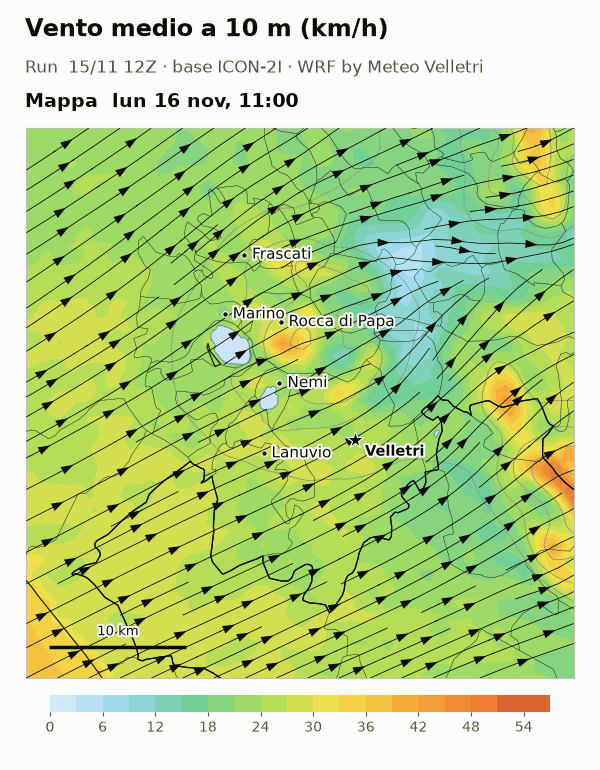 Vento medio a 10 m (km/h)
Run  15/11 12Z · base ICON-2I · WRF by Meteo Velletri
Mappa  lun 16 nov, 11:00
Frascati
Marino
Rocca di Papa
Nemi
Velletri
Lanuvio
10 km
0 6 12 18 24 30 36 42 48 54